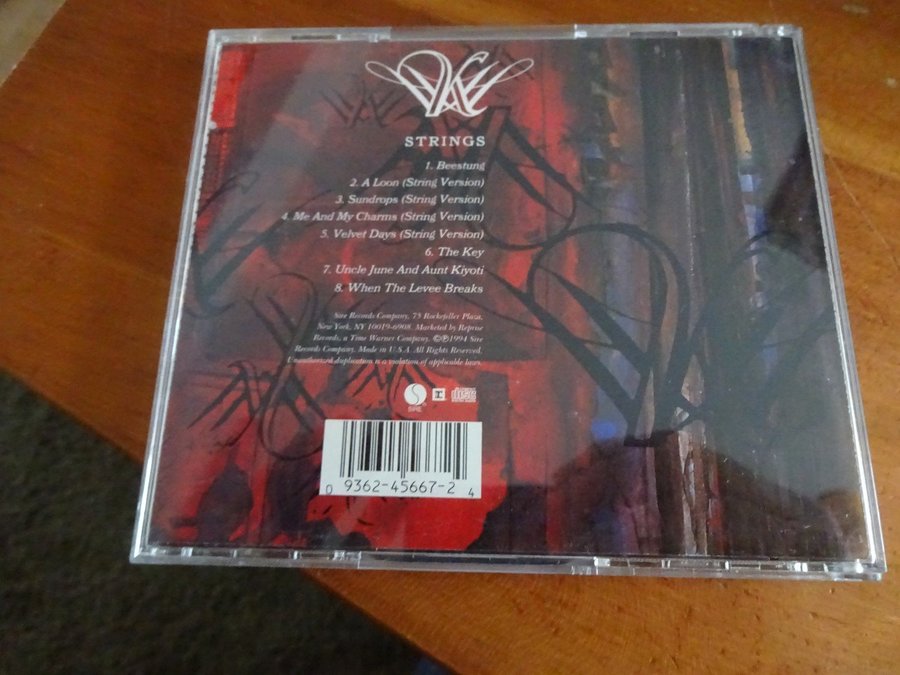 STRINGS
1. Beestung
2. A Loon (String Version)
3. Sundrops (String Version)
4. Me And My Charms (String Version)
5. Velvet Days (String Version)
6. The Key
7. Uncle June And Aunt Kiyoti
8. When The Levee Breaks
Sire Records Company, 75 Rockefeller Plaza,
New York, NY 10019-6908. Marketed by Reprise
Records, a Time Warner Company. ©℗1994 Sire
Records Company. Made in U.S.A. All Rights Reserved.
Unauthorized duplication is a violation of applicable laws.
SIRE
0 9362-45667-2 4